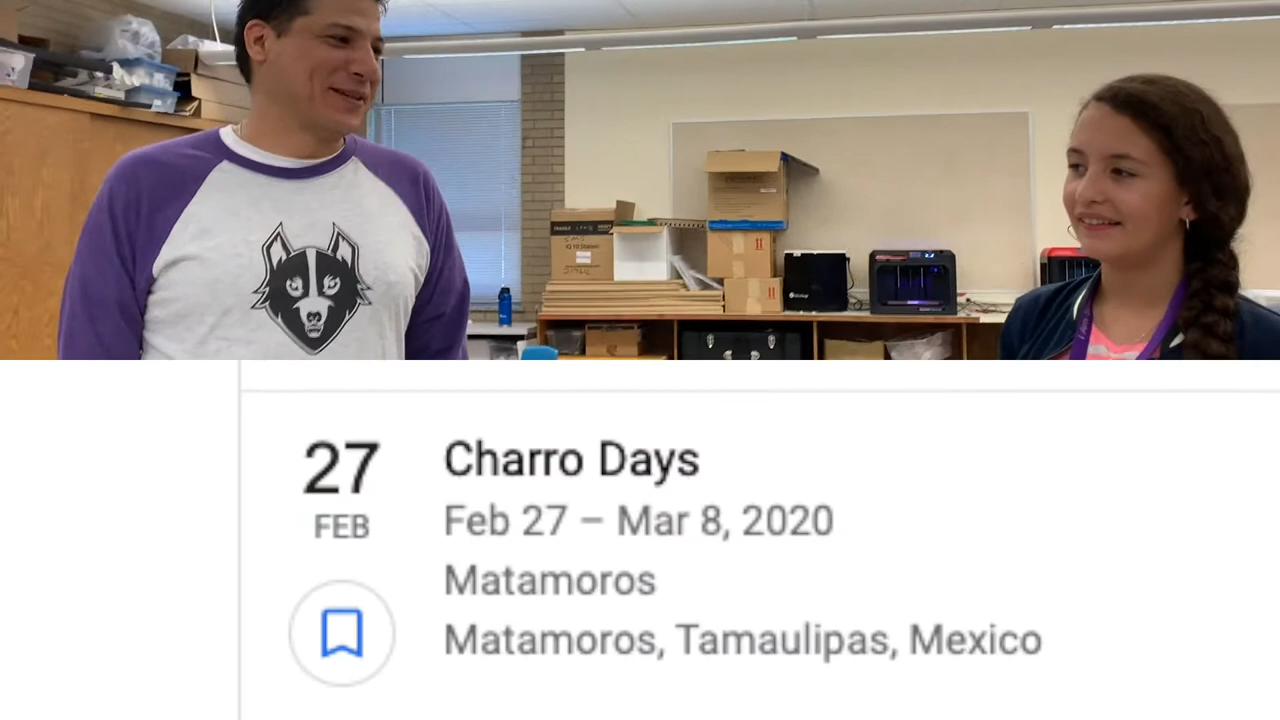 27
FEB
Charro Days
Feb 27 – Mar 8, 2020
Matamoros
Matamoros, Tamaulipas, Mexico